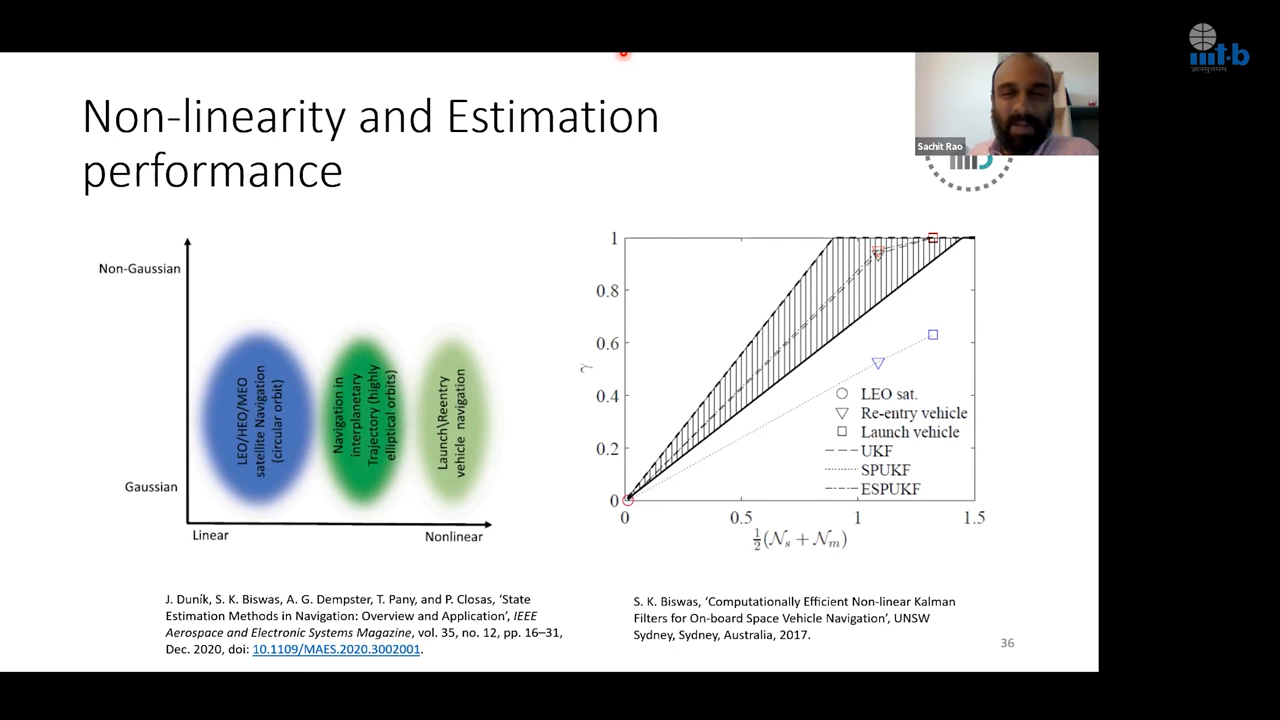 iiit-b
ज्ञानमुत्तमम्
Sachit Rao
Non-linearity and Estimation
performance
Non-Gaussian
Gaussian
Linear
Nonlinear
LEO/HEO/MEO
satellite Navigation
(circular orbit)
Navigation in
interplanetary
Trajectory (highly
elliptical orbits)
Launch\Reentry
vehicle navigation
1
0.8
0.6
0.4
0.2
0
γ
0
0.5
1
1.5
½(𝒩ₛ + 𝒩ₘ)
LEO sat.
Re-entry vehicle
Launch vehicle
UKF
SPUKF
ESPUKF
J. Duník, S. K. Biswas, A. G. Dempster, T. Pany, and P. Closas, ‘State
Estimation Methods in Navigation: Overview and Application’, IEEE
Aerospace and Electronic Systems Magazine, vol. 35, no. 12, pp. 16–31,
Dec. 2020, doi: 10.1109/MAES.2020.3002001.
S. K. Biswas, ‘Computationally Efficient Non-linear Kalman
Filters for On-board Space Vehicle Navigation’, UNSW
Sydney, Sydney, Australia, 2017.
36